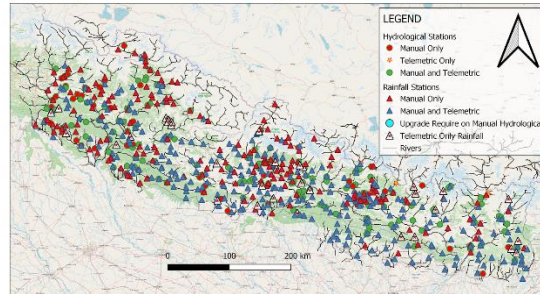 LEGEND
Hydrological Stations
Manual Only
Telemetric Only
Manual and Telemetric
Rainfall Stations
Manual Only
Manual and Telemetric
Upgrade Require on Manual Hydrological
Telemetric Only Rainfall
Rivers
0 100 200 km